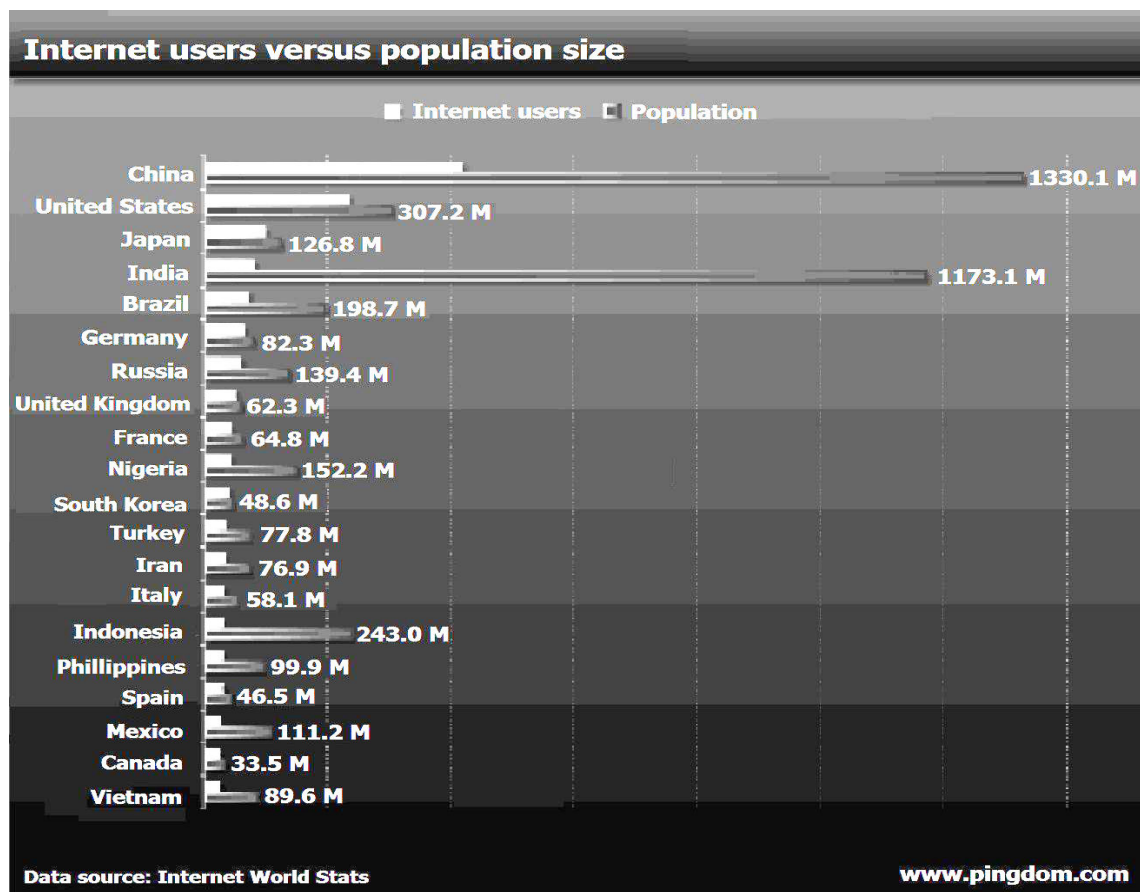 Internet users versus population size
Internet users Population
China 1330.1 M
United States 307.2 M
Japan 126.8 M
India 1173.1 M
Brazil 198.7 M
Germany 82.3 M
Russia 139.4 M
United Kingdom 62.3 M
France 64.8 M
Nigeria 152.2 M
South Korea 48.6 M
Turkey 77.8 M
Iran 76.9 M
Italy 58.1 M
Indonesia 243.0 M
Phillippines 99.9 M
Spain 46.5 M
Mexico 111.2 M
Canada 33.5 M
Vietnam 89.6 M
Data source: Internet World Stats www.pingdom.com